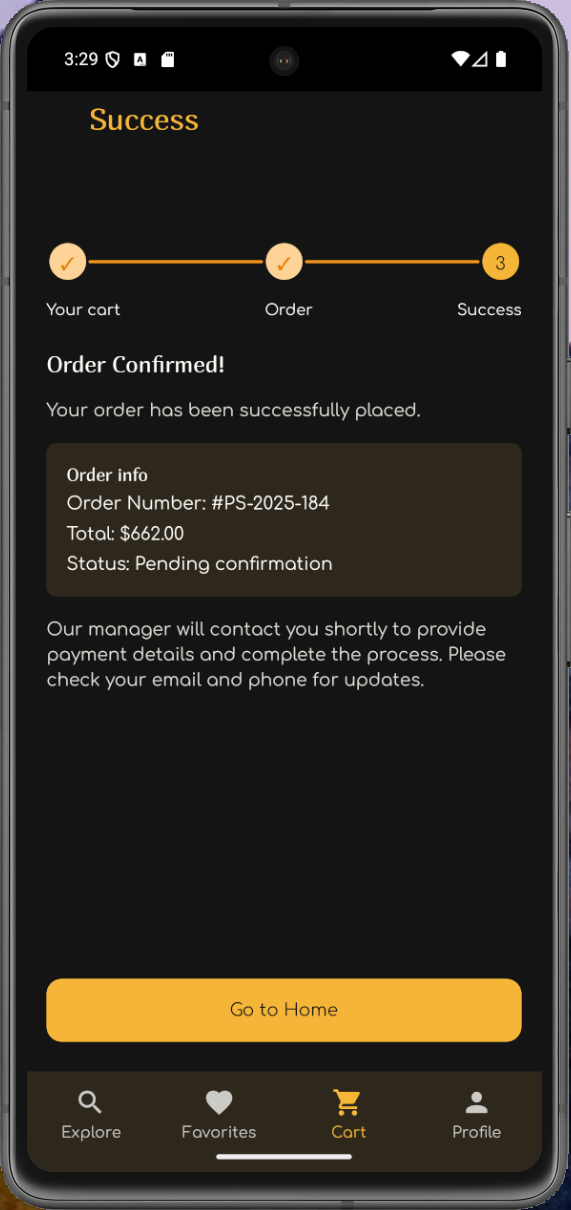 3:29
Success
3
Your cart
Order
Success
Order Confirmed!
Your order has been successfully placed.
Order info
Order Number: #PS-2025-184
Total: $662.00
Status: Pending confirmation
Our manager will contact you shortly to provide
payment details and complete the process. Please
check your email and phone for updates.
Go to Home
Explore
Favorites
Cart
Profile